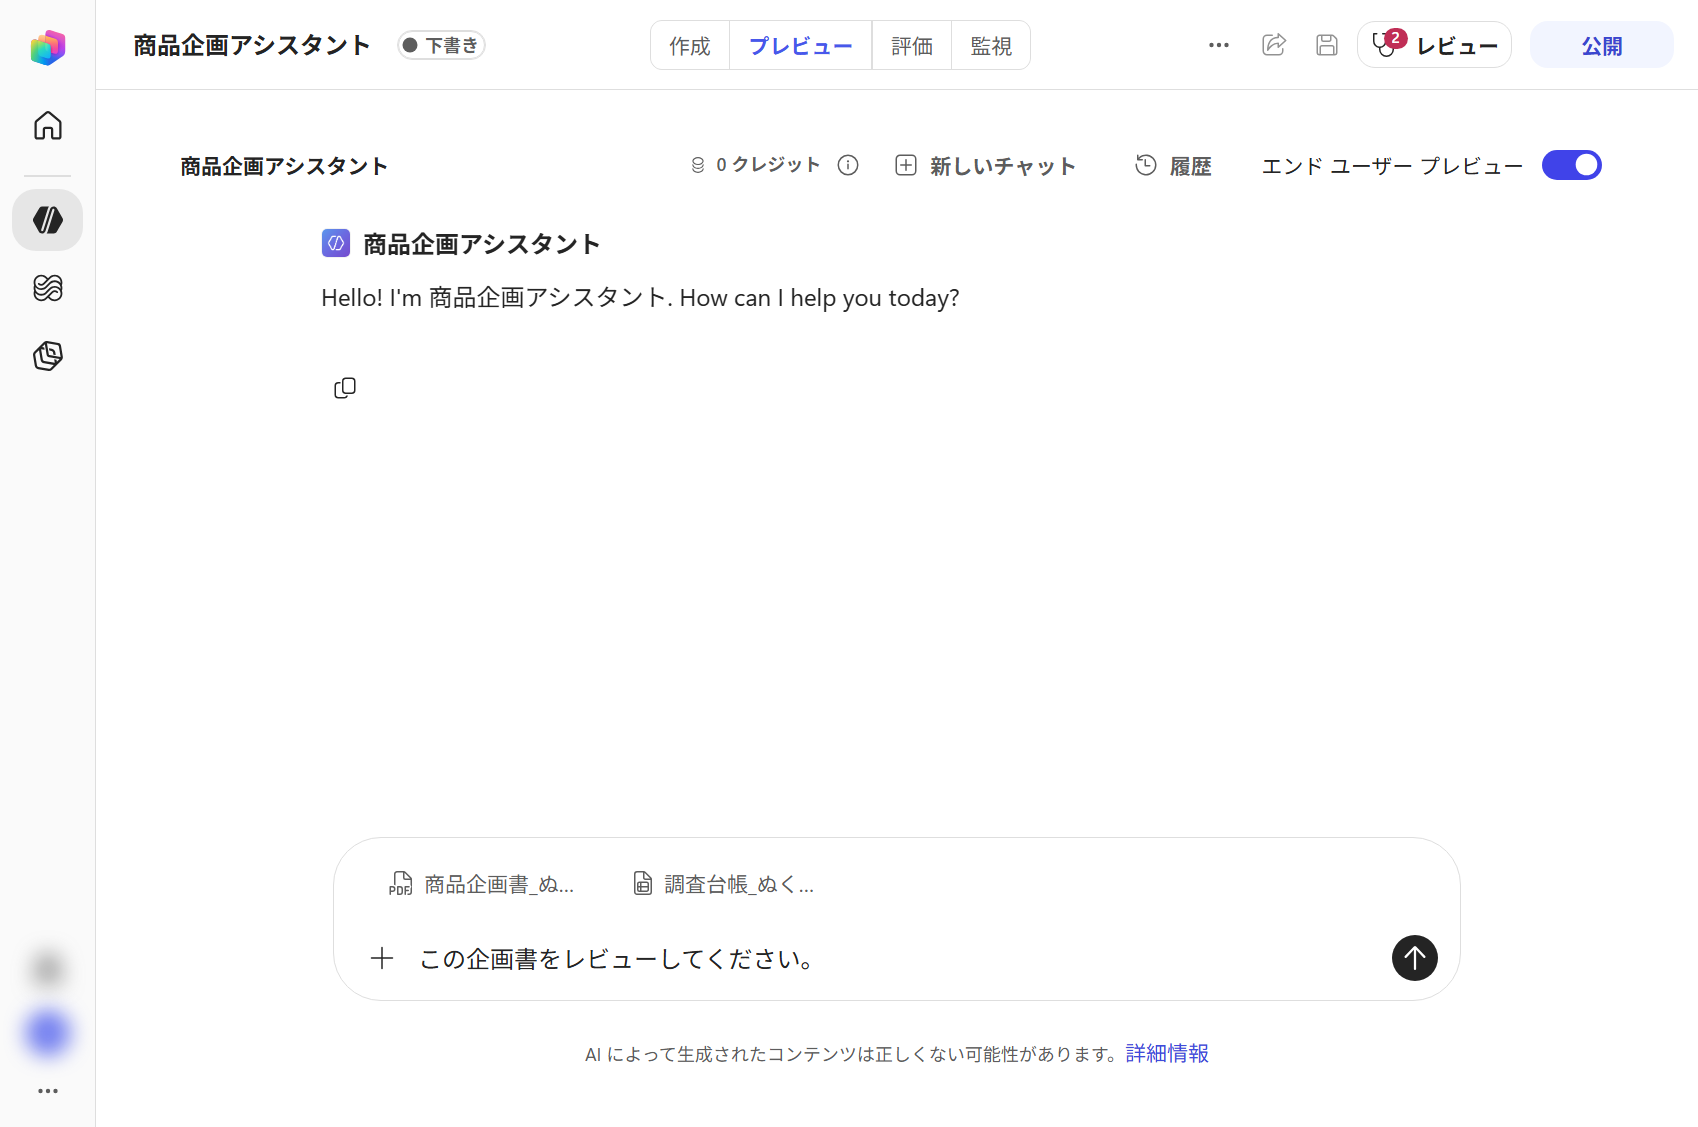 商品企画アシスタント
下書き
作成
プレビュー
評価
監視
2
レビュー
公開
商品企画アシスタント
0 クレジット
新しいチャット
履歴
エンド ユーザー プレビュー
商品企画アシスタント
Hello! I'm 商品企画アシスタント. How can I help you today?
PDF
商品企画書_ぬ...
調査台帳_ぬく...
この企画書をレビューしてください。
AI によって生成されたコンテンツは正しくない可能性があります。詳細情報